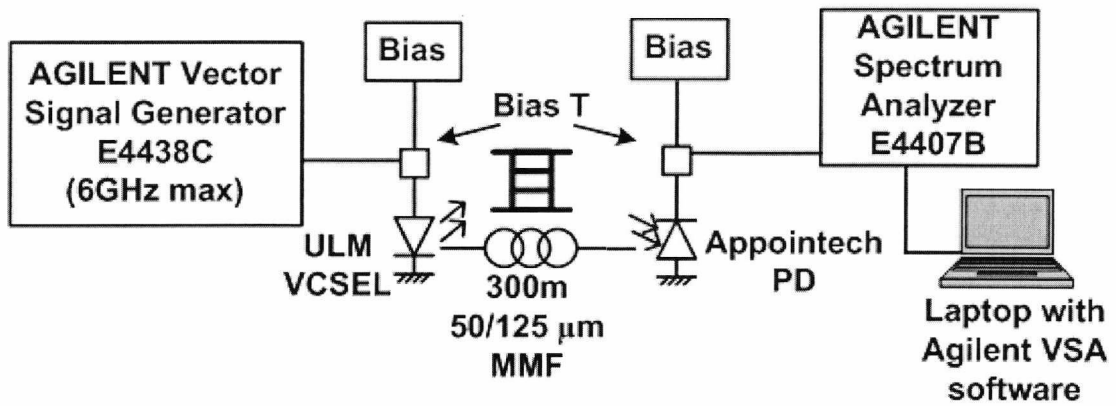 AGILENT Vector
Signal Generator
E4438C
(6GHz max)
Bias
Bias T
Bias
AGILENT
Spectrum
Analyzer
E4407B
ULM
VCSEL
300m
50/125 μm
MMF
Appointech
PD
Laptop with
Agilent VSA
software